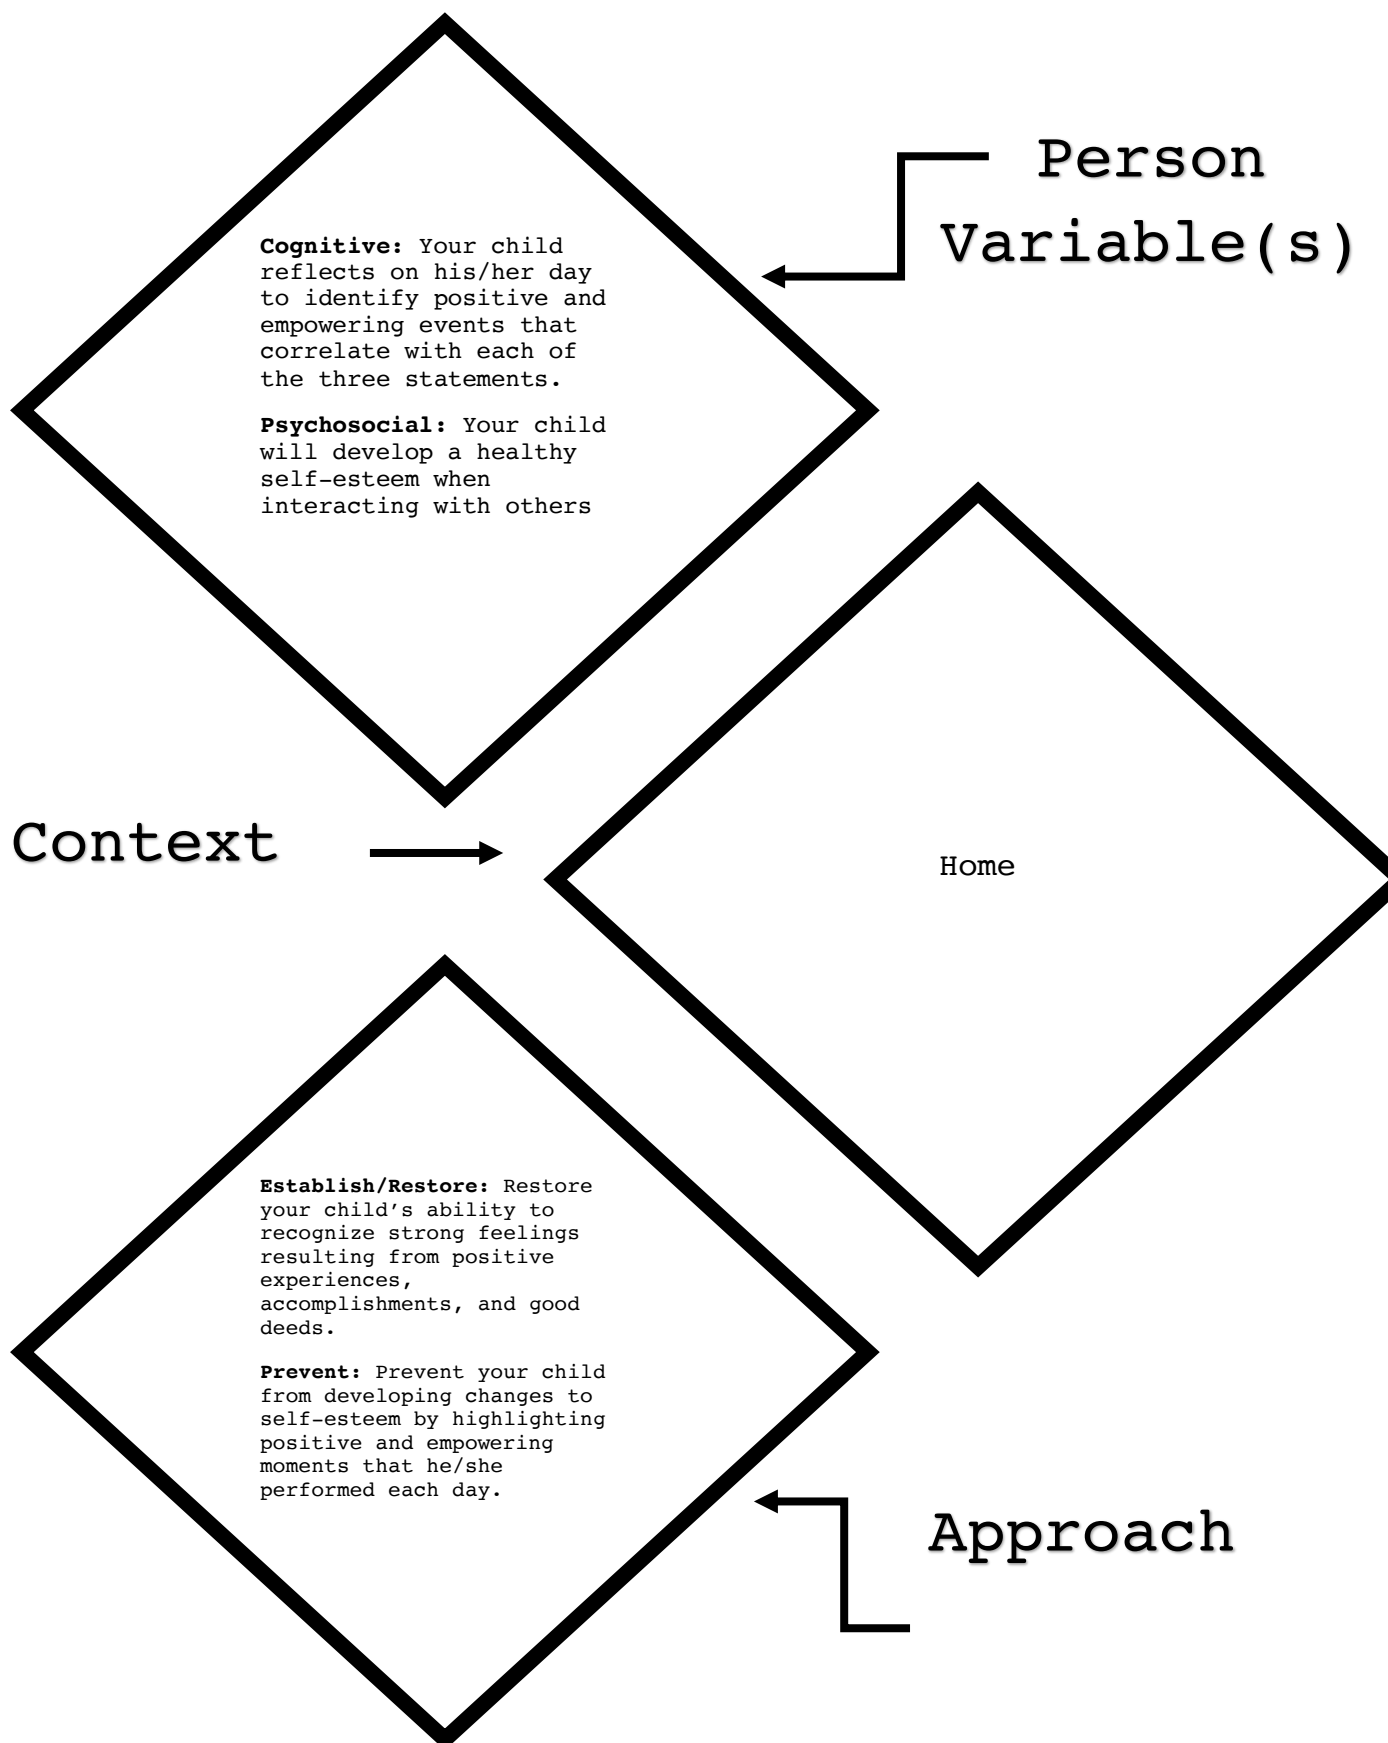 Person
Variable(s)
Cognitive: Your child
reflects on his/her day
to identify positive and
empowering events that
correlate with each of
the three statements.
Psychosocial: Your child
will develop a healthy
self-esteem when
interacting with others
Context
Home
Establish/Restore: Restore
your child’s ability to
recognize strong feelings
resulting from positive
experiences,
accomplishments, and good
deeds.
Prevent: Prevent your child
from developing changes to
self-esteem by highlighting
positive and empowering
moments that he/she
performed each day.
Approach